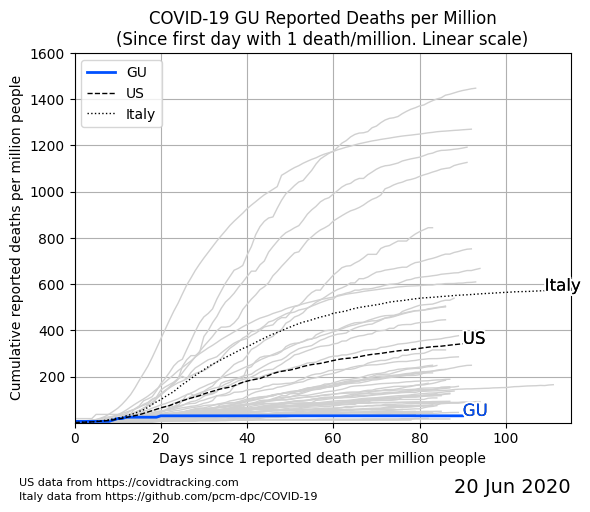 COVID-19 GU Reported Deaths per Million
(Since first day with 1 death/million. Linear scale)
Cumulative reported deaths per million people
1600
1400
1200
1000
800
600
400
200
GU
US
Italy
Italy
US
GU
0
20
40
60
80
100
Days since 1 reported death per million people
US data from https://covidtracking.com
Italy data from https://github.com/pcm-dpc/COVID-19
20 Jun 2020